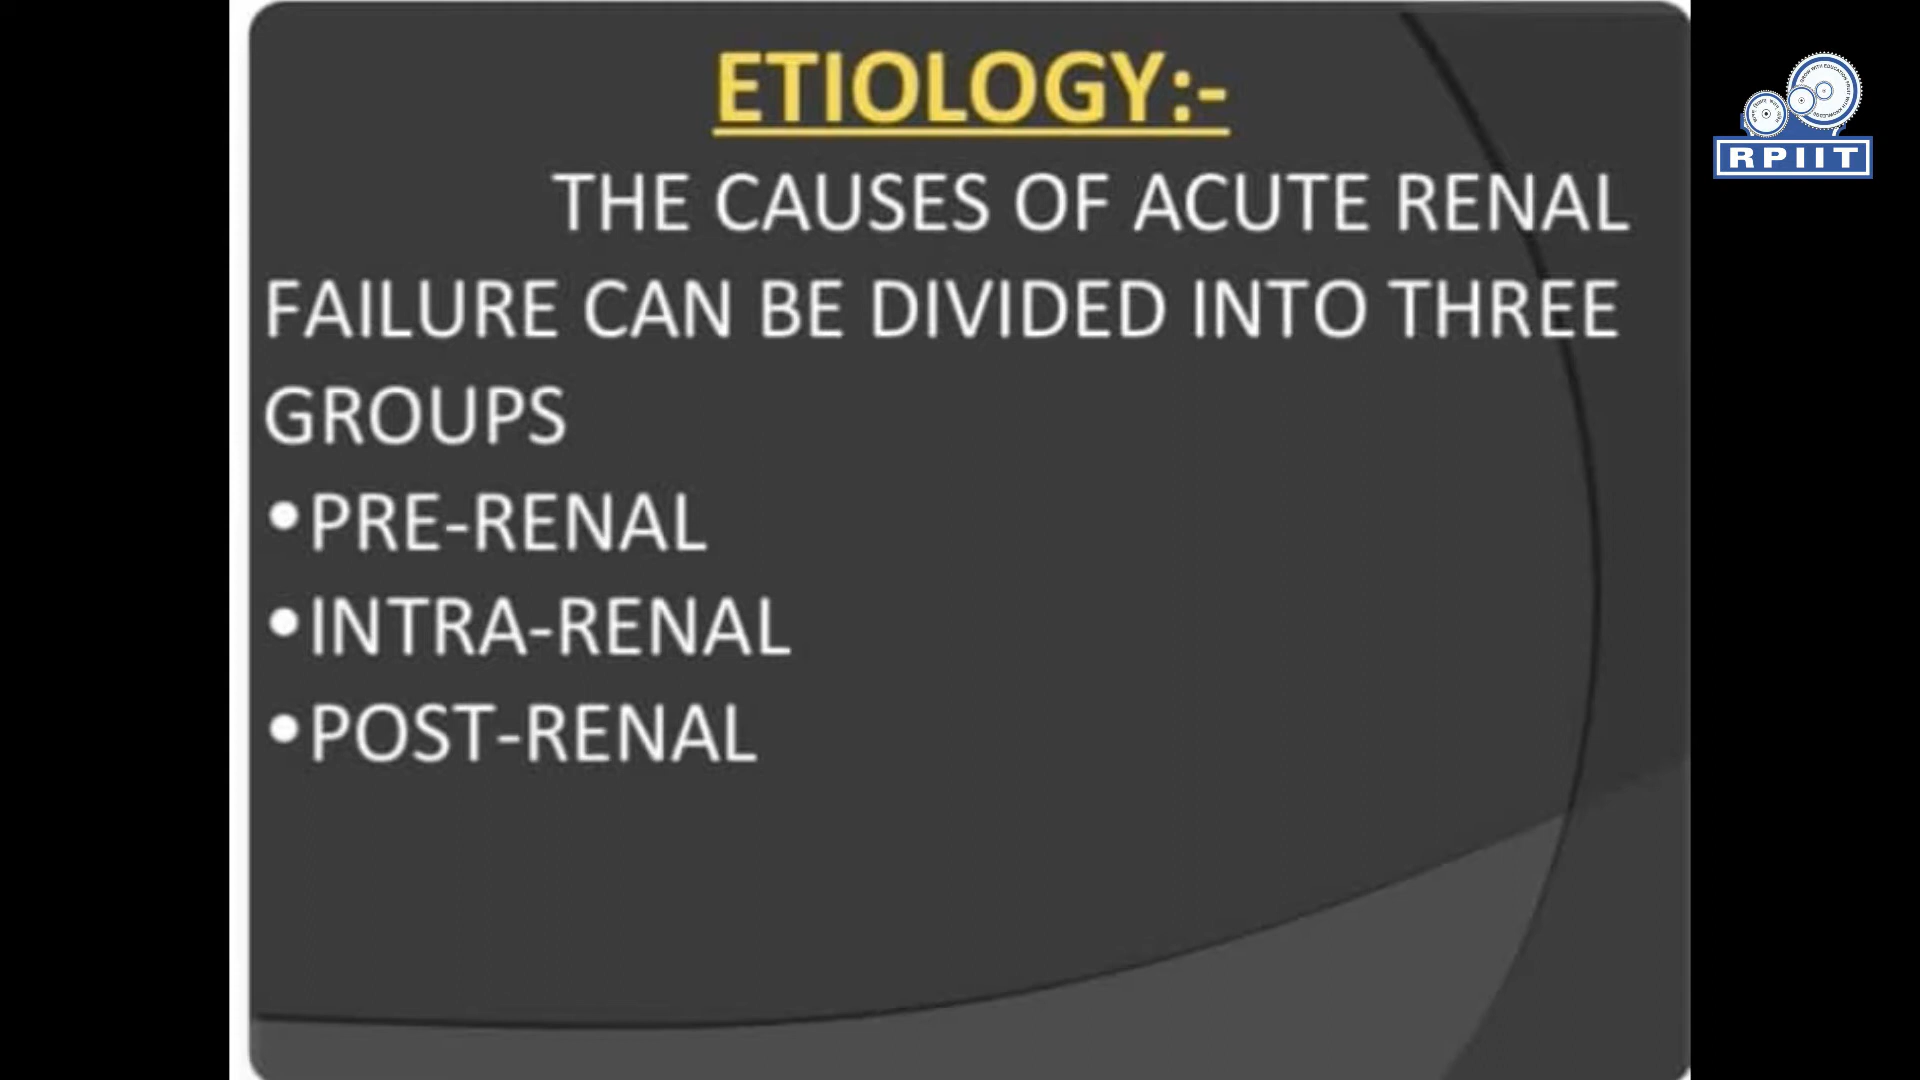 ETIOLOGY:-
THE CAUSES OF ACUTE RENAL
FAILURE CAN BE DIVIDED INTO THREE
GROUPS
•PRE-RENAL
•INTRA-RENAL
•POST-RENAL
RPIIT